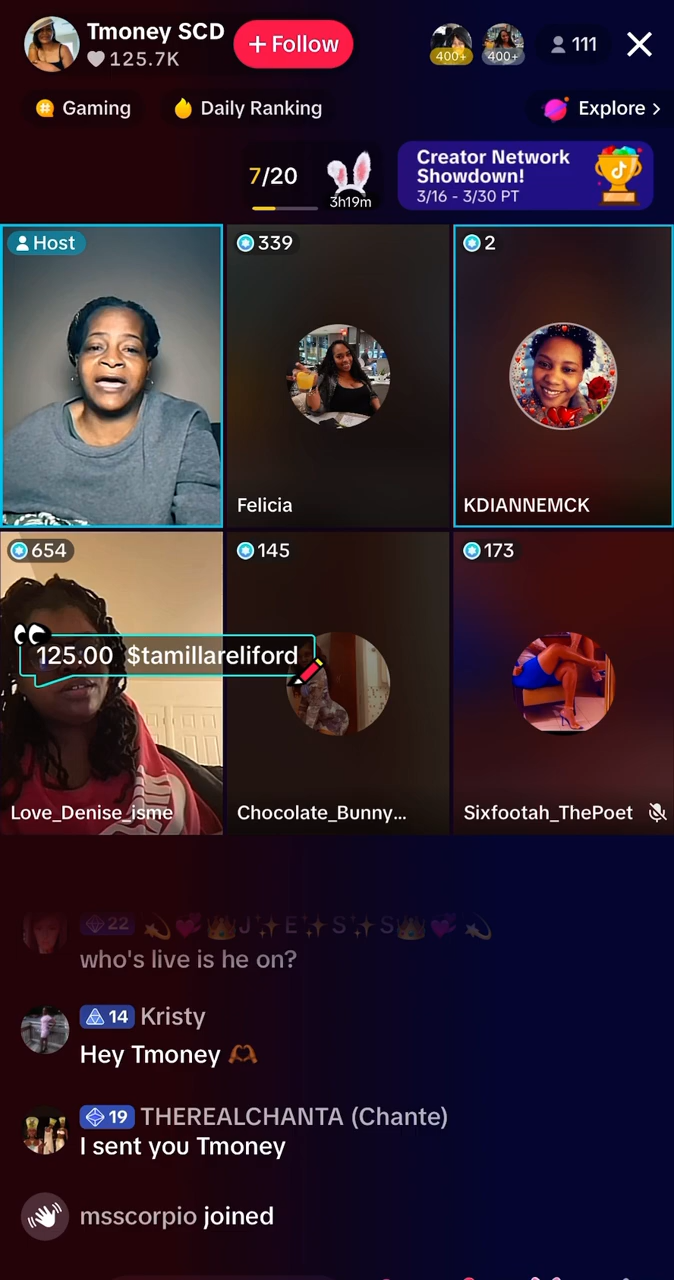 Tmoney SCD
125.7K
+ Follow
400+
400+
111
Gaming
Daily Ranking
Explore >
7/20
3h19m
Creator Network
Showdown!
3/16 - 3/30 PT
Host
339
2
Felicia
KDIANNEMCK
654
145
173
125.00 $tamillareliford
Love_Denise_isme
Chocolate_Bunny...
Sixfootah_ThePoet
22 💫💞👑J✨E✨S✨S👑💞💫
who's live is he on?
14 Kristy
Hey Tmoney 🫶🏾
19 THEREALCHANTA (Chante)
I sent you Tmoney
msscorpio joined